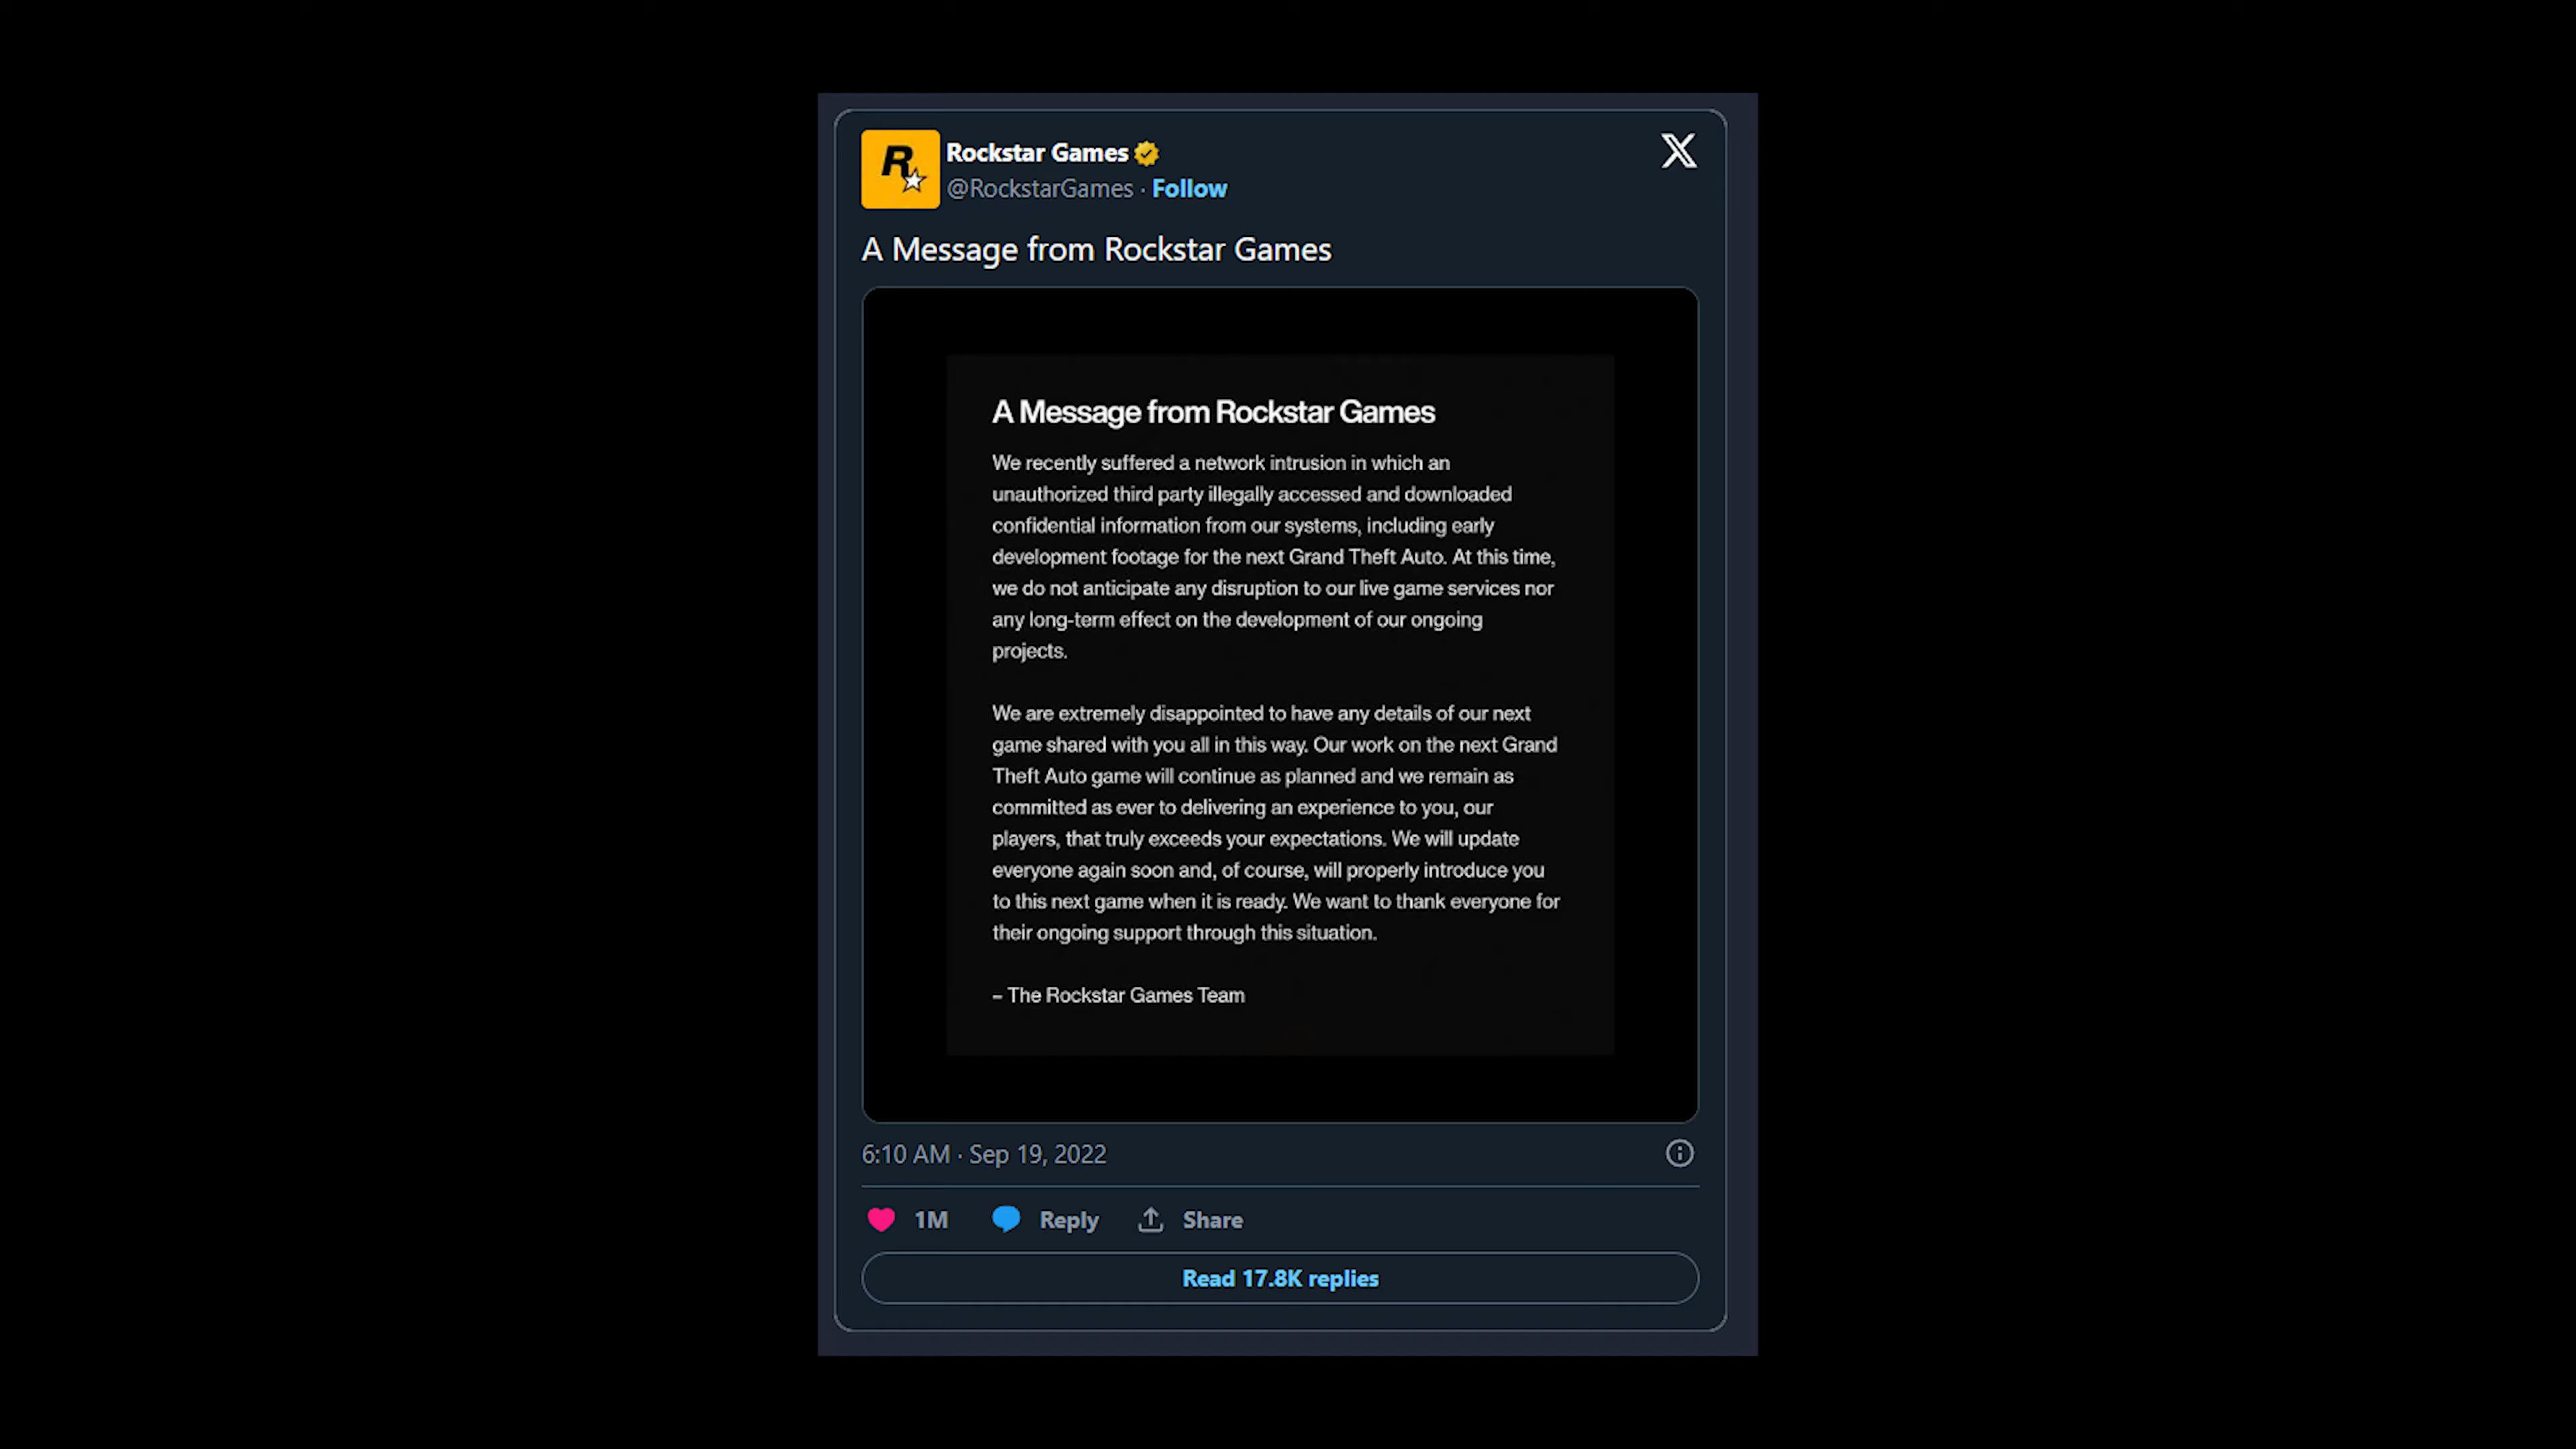 R
Rockstar Games
@RockstarGames · Follow
X
A Message from Rockstar Games
A Message from Rockstar Games
We recently suffered a network intrusion in which an
unauthorized third party illegally accessed and downloaded
confidential information from our systems, including early
development footage for the next Grand Theft Auto. At this time,
we do not anticipate any disruption to our live game services nor
any long-term effect on the development of our ongoing
projects.
We are extremely disappointed to have any details of our next
game shared with you all in this way. Our work on the next Grand
Theft Auto game will continue as planned and we remain as
committed as ever to delivering an experience to you, our
players, that truly exceeds your expectations. We will update
everyone again soon and, of course, will properly introduce you
to this next game when it is ready. We want to thank everyone for
their ongoing support through this situation.
– The Rockstar Games Team
6:10 AM · Sep 19, 2022
1M Reply Share
Read 17.8K replies